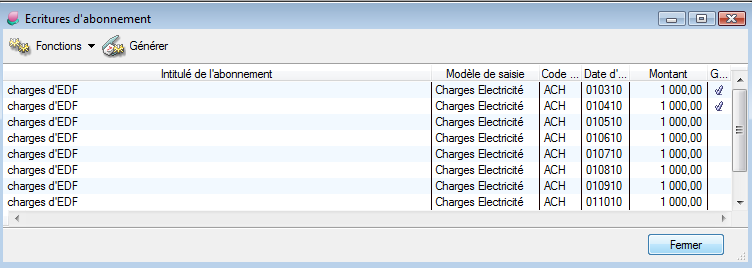 Ecritures d'abonnement
Fonctions Générer
Intitulé de l'abonnement Modèle de saisie Code ... Date d'... Montant G...
charges d'EDF Charges Electricité ACH 010310 1 000,00
charges d'EDF Charges Electricité ACH 010410 1 000,00
charges d'EDF Charges Electricité ACH 010510 1 000,00
charges d'EDF Charges Electricité ACH 010610 1 000,00
charges d'EDF Charges Electricité ACH 010710 1 000,00
charges d'EDF Charges Electricité ACH 010810 1 000,00
charges d'EDF Charges Electricité ACH 010910 1 000,00
charges d'EDF Charges Electricité ACH 011010 1 000,00
Fermer